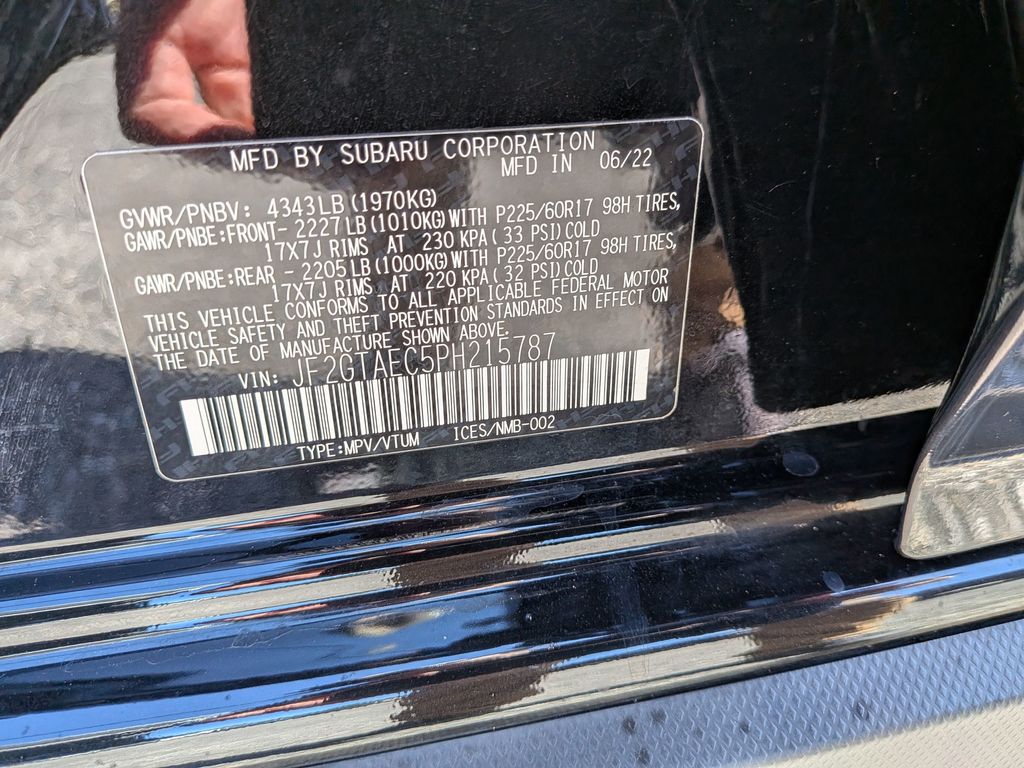 MFD BY SUBARU CORPORATION
MFD IN 06/22
GVWR/PNBV: 4343LB(1970KG)
GAWR/PNBE:FRONT- 2227LB(1010KG)WITH P225/60R17 98H TIRES,
17X7J RIMS AT 230 KPA(33 PSI)COLD
GAWR/PNBE:REAR - 2205LB(1000KG)WITH P225/60R17 98H TIRES,
17X7J RIMS AT 220 KPA(32 PSI)COLD
THIS VEHICLE CONFORMS TO ALL APPLICABLE FEDERAL MOTOR
VEHICLE SAFETY AND THEFT PREVENTION STANDARDS IN EFFECT ON
THE DATE OF MANUFACTURE SHOWN ABOVE.
VIN: JF2GTAEC5PH215787
TYPE:MPV/VTUM ICES/NMB-002